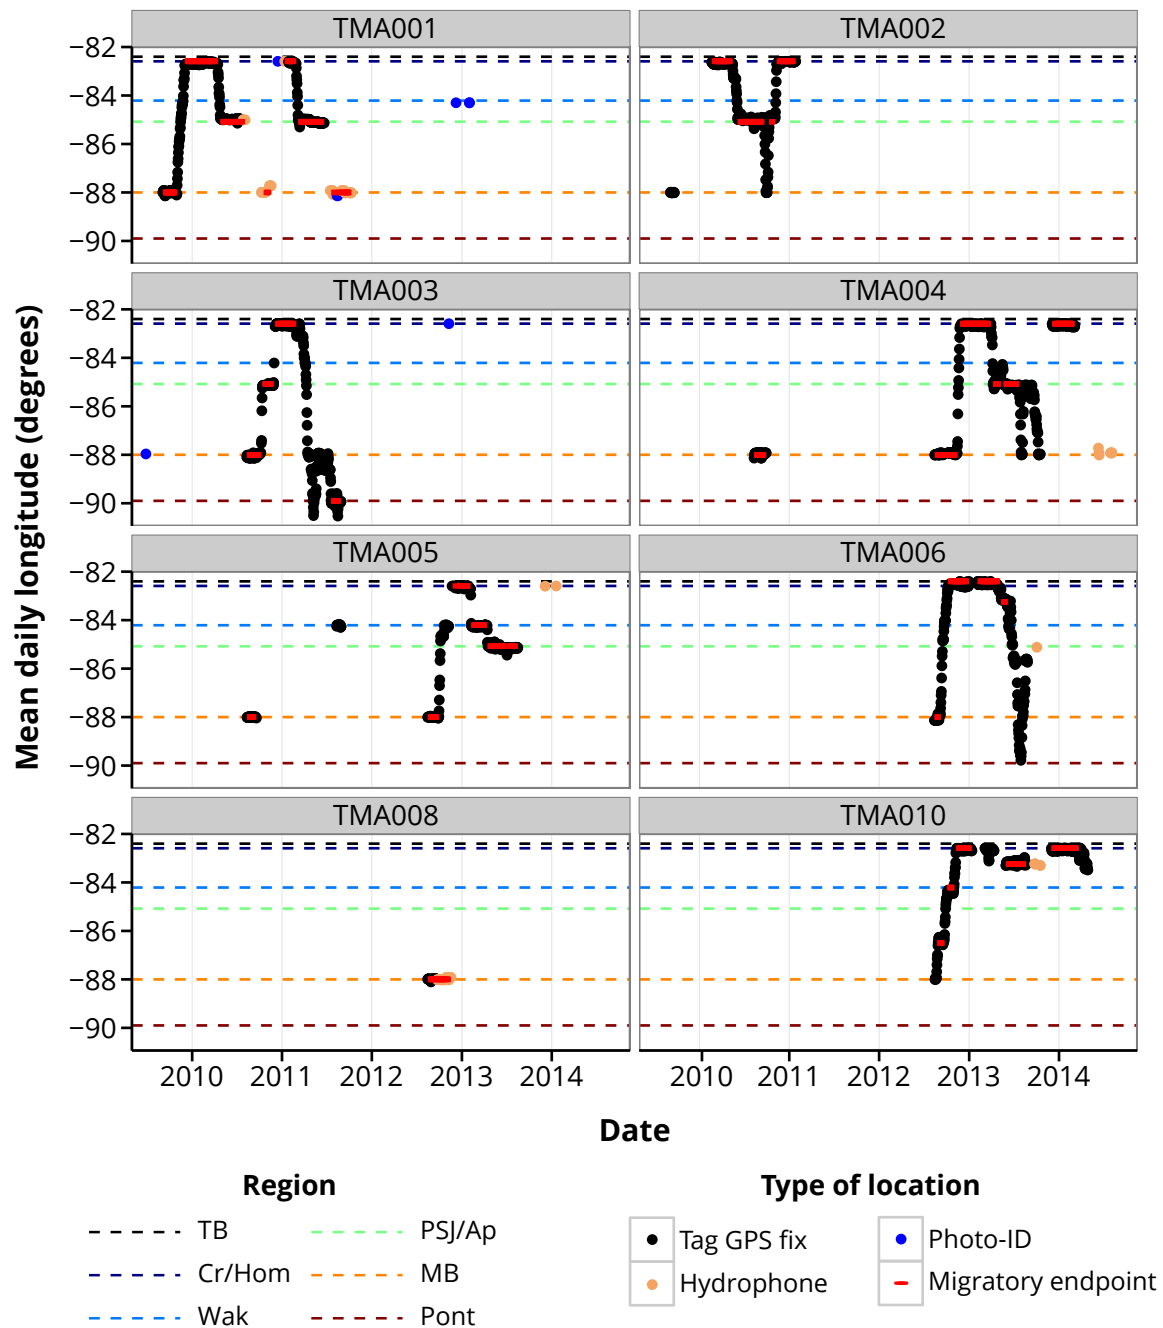 TMA001 TMA002
−82
−84
−86
−88
−90
TMA003 TMA004
−82
−84
−86
−88
−90
TMA005 TMA006
−82
−84
−86
−88
−90
TMA008 TMA010
−82
−84
−86
−88
−90
Mean daily longitude (degrees)
2010 2011 2012 2013 2014 2010 2011 2012 2013 2014
Date
Region Type of location
TB PSJ/Ap Tag GPS fix Photo-ID
Cr/Hom MB Hydrophone Migratory endpoint
Wak Pont